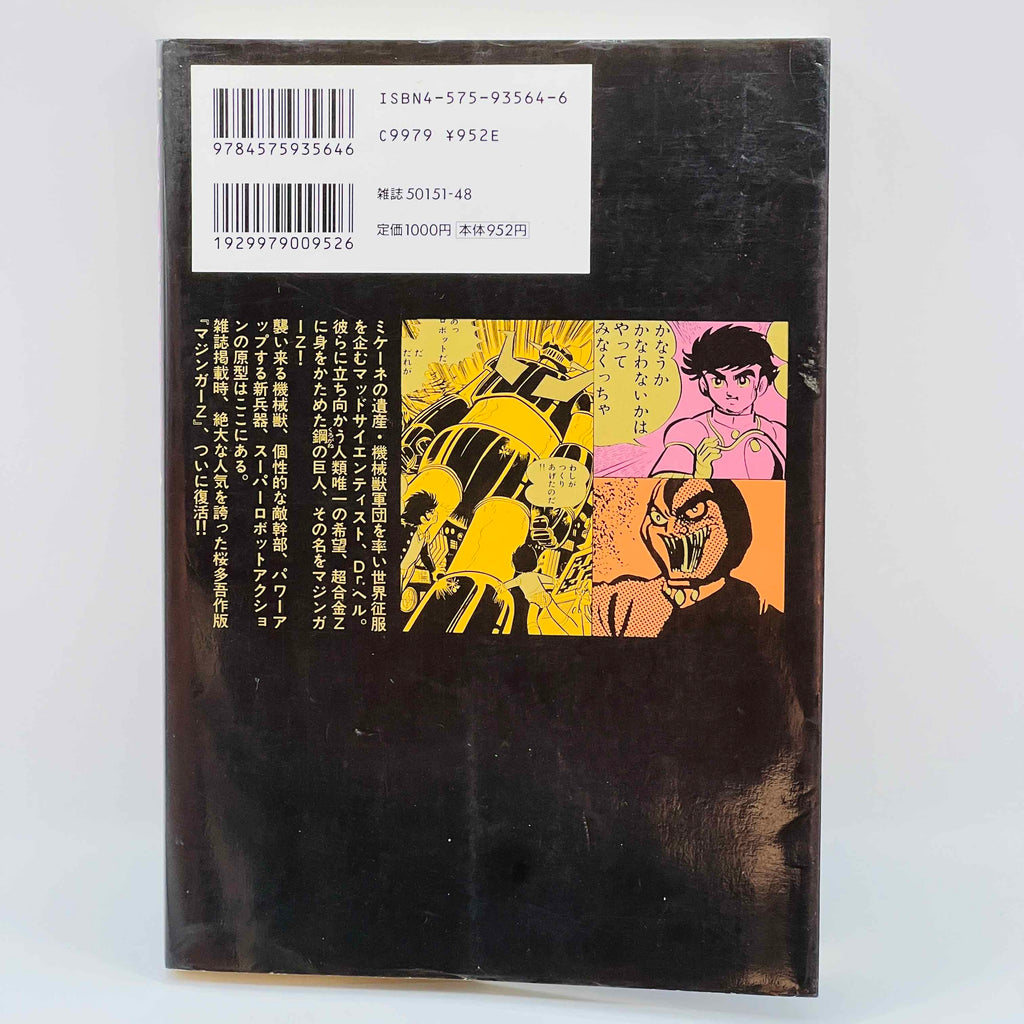 ISBN4-575-93564-6
C9979 ¥952E
9784575935646
雑誌 50151-48
定価1000円 本体952円
1929979009526
ミケーネの遺産・機械獣軍団を率い世界征服
を企むマッドサイエンティスト、Dr.ヘル。
彼らに立ち向かう人類唯一の希望、超合金Z
に身をかためた鋼の巨人、その名をマジンガ
ーZ！
襲い来る機械獣、個性的な敵幹部、パワーア
ップする新兵器、スーパーロボットアクショ
ンの原型はここにある。
雑誌掲載時、絶大な人気を誇った桜多吾作版
『マジンガーZ』、ついに復活!!
かなうか
かなわないかは
やって
みなくっちゃ
あっ
ロボットだ
だ
だれが
わしが
つくり
あげたのだ
!!